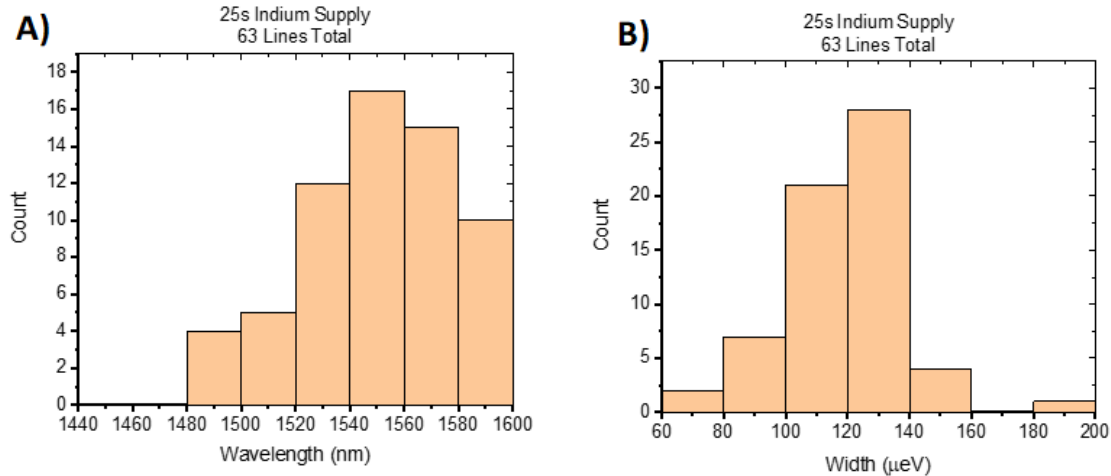 A)
25s Indium Supply
63 Lines Total
18
16
14
12
10
8
6
4
2
0
Count
1440 1460 1480 1500 1520 1540 1560 1580 1600
Wavelength (nm)
B)
25s Indium Supply
63 Lines Total
30
25
20
15
10
5
0
Count
60 80 100 120 140 160 180 200
Width (μeV)